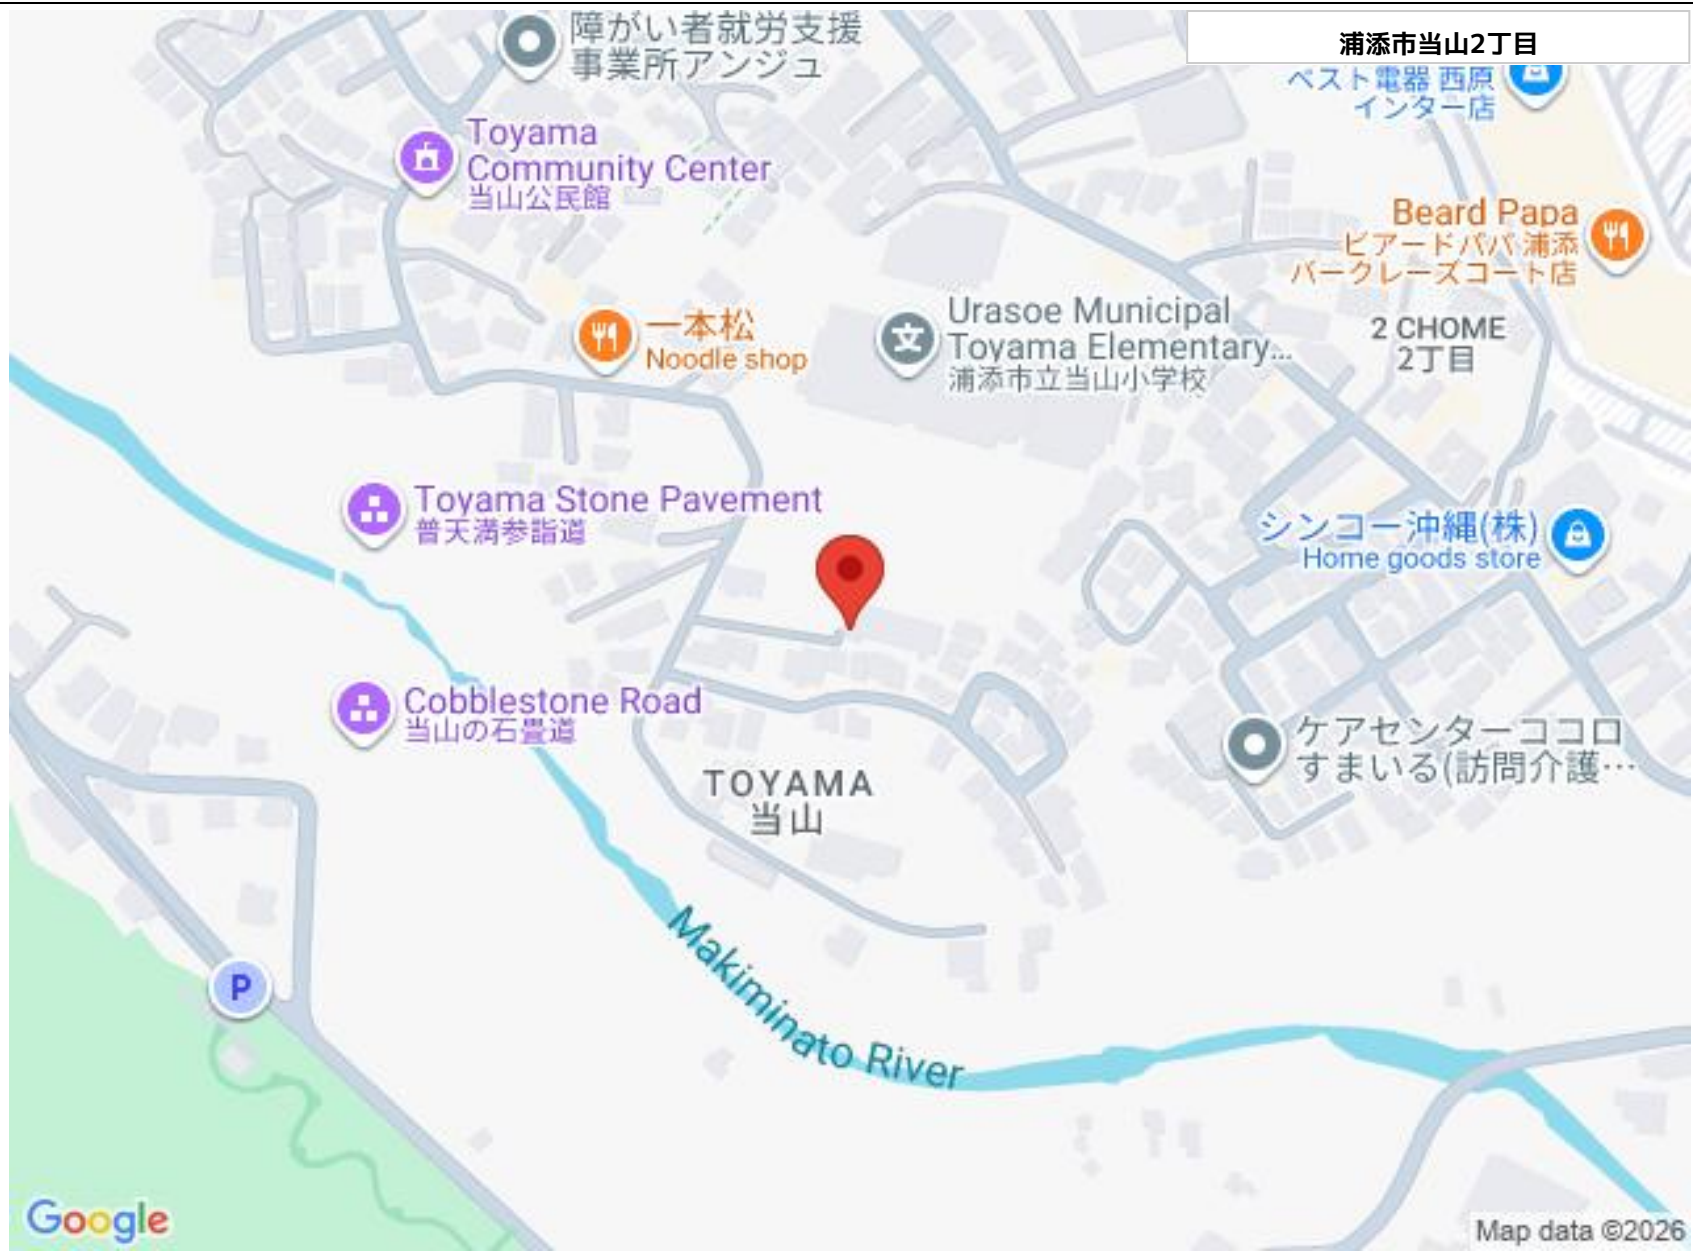 浦添市当山2丁目
障がい者就労支援
事業所アンジュ
ベスト電器 西原
インター店
Toyama
Community Center
当山公民館
Beard Papa
ビアードパパ 浦添
バークレーズコート店
一本松
Noodle shop
Urasoe Municipal
Toyama Elementary...
浦添市立当山小学校
2 CHOME
2丁目
Toyama Stone Pavement
普天満参詣道
シンコー沖縄(株)
Home goods store
Cobblestone Road
当山の石畳道
ケアセンターココロ
すまいる(訪問介護…
TOYAMA
当山
P
Makiminato River
Google
Map data ©2026